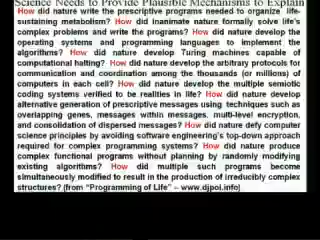 Science Needs to Provide Plausible Mechanisms to Explain
How did nature write the prescriptive programs needed to organize life-
sustaining metabolism? How did inanimate nature formally solve life's
complex problems and write the programs? How did nature develop the
operating systems and programming languages to implement the
algorithms? How did nature develop Turing machines capable of
computational halting? How did nature develop the arbitrary protocols for
communication and coordination among the thousands (or millions) of
computers in each cell? How did nature develop the multiple semiotic
coding systems verified to be realities in life? How did nature develop
alternative generation of prescriptive messages using techniques such as
overlapping genes, messages within messages, multi-level encryption,
and consolidation of dispersed messages? How did nature defy computer
science principles by avoiding software engineering's top-down approach
required for complex programming systems? How did nature produce
complex functional programs without planning by randomly modifying
existing algorithms? How did multiple such programs become
simultaneously modified to result in the production of irreducibly complex
structures? (from "Programming of Life" – www.djpoi.info)